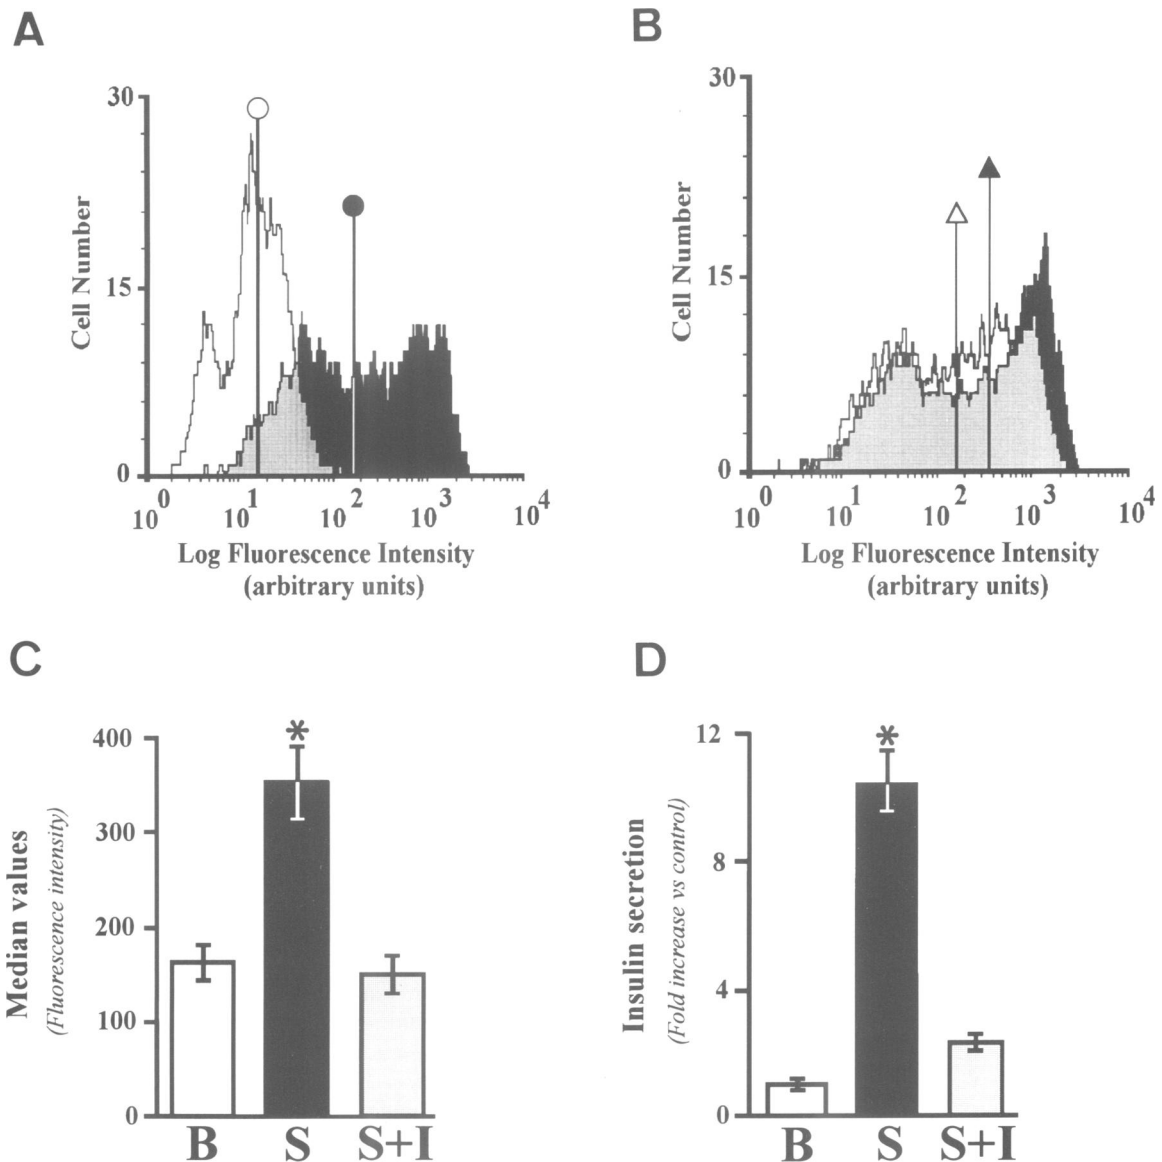 A
30
15
0
Cell Number
10^0 10^1 10^2 10^3 10^4
Log Fluorescence Intensity
(arbitrary units)
B
30
15
0
Cell Number
10^0 10^1 10^2 10^3 10^4
Log Fluorescence Intensity
(arbitrary units)
C
400
300
200
100
0
Median values
(Fluorescence intensity)
*
B S S+I
D
12
8
4
0
Insulin secretion
(Fold increase vs control)
*
B S S+I